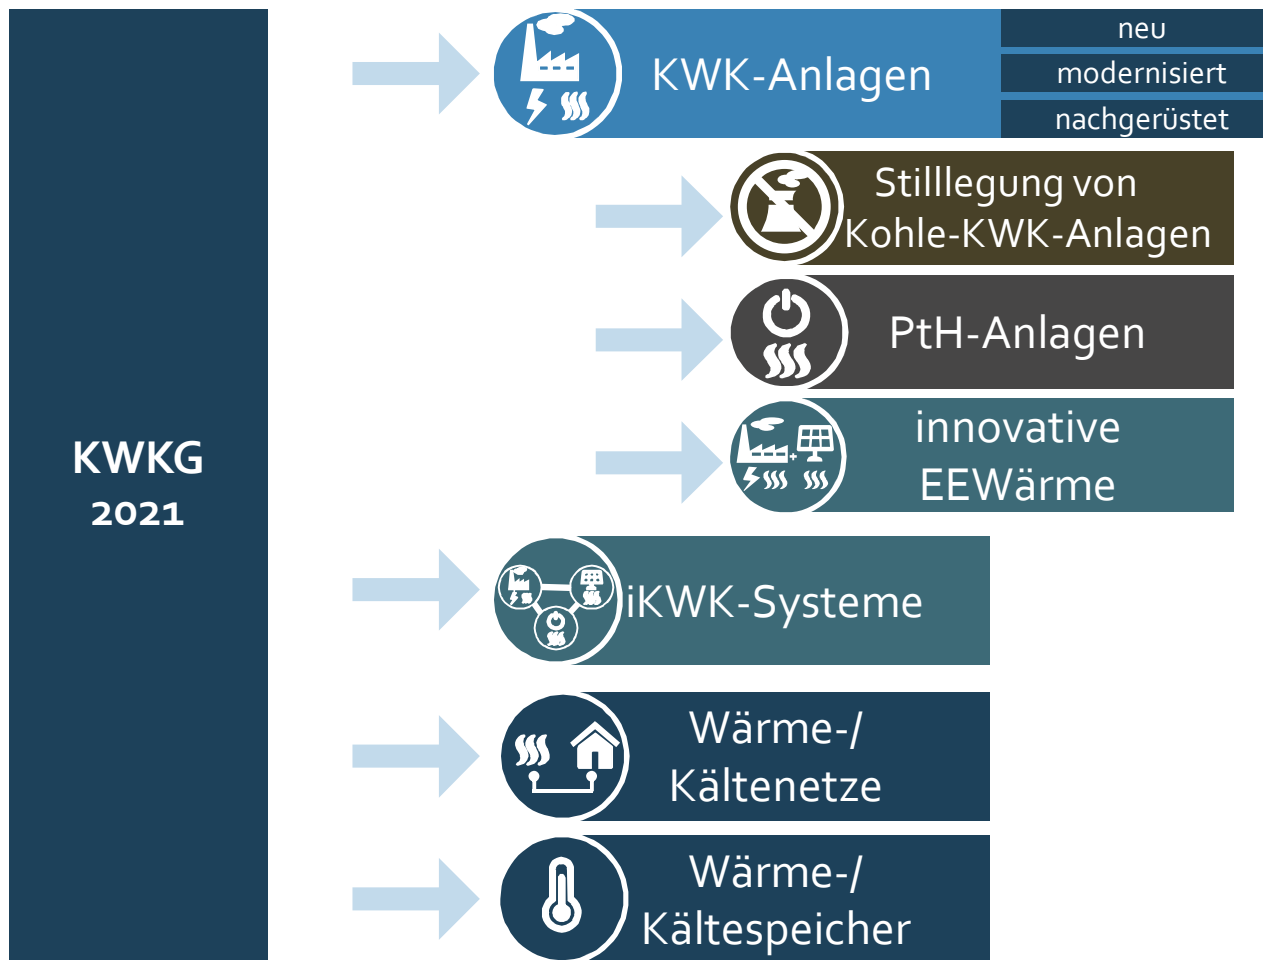 KWKG
2021
KWK-Anlagen
neu
modernisiert
nachgerüstet
Stilllegung von
Kohle-KWK-Anlagen
PtH-Anlagen
innovative
EEWärme
iKWK-Systeme
Wärme-/
Kältenetze
Wärme-/
Kältespeicher